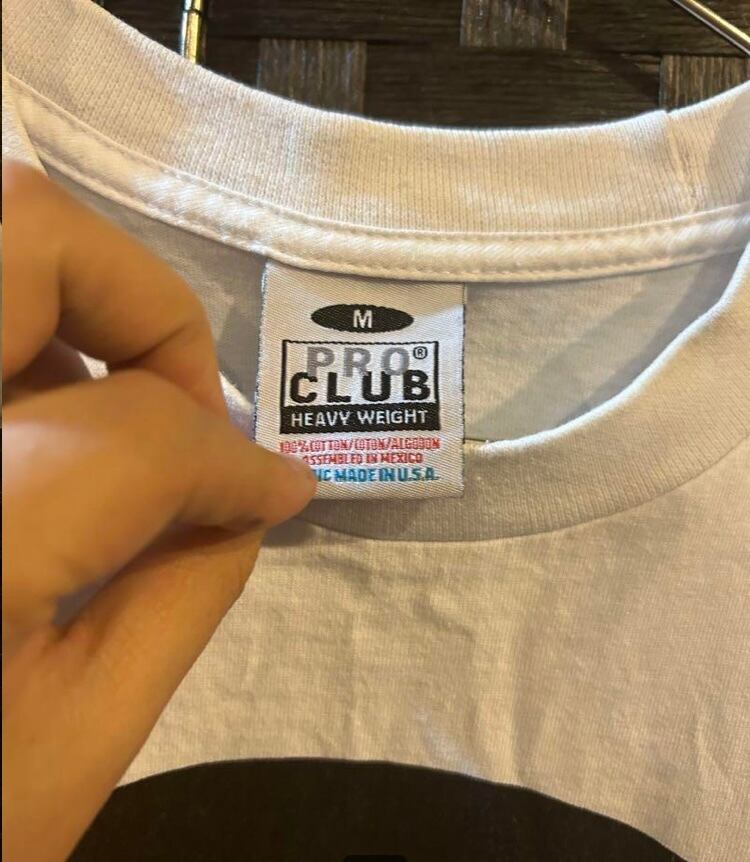 M
PRO®
CLUB
HEAVY WEIGHT
100% COTTON/COTON/ALGODON
ASSEMBLED IN MEXICO
MADE IN U.S.A.